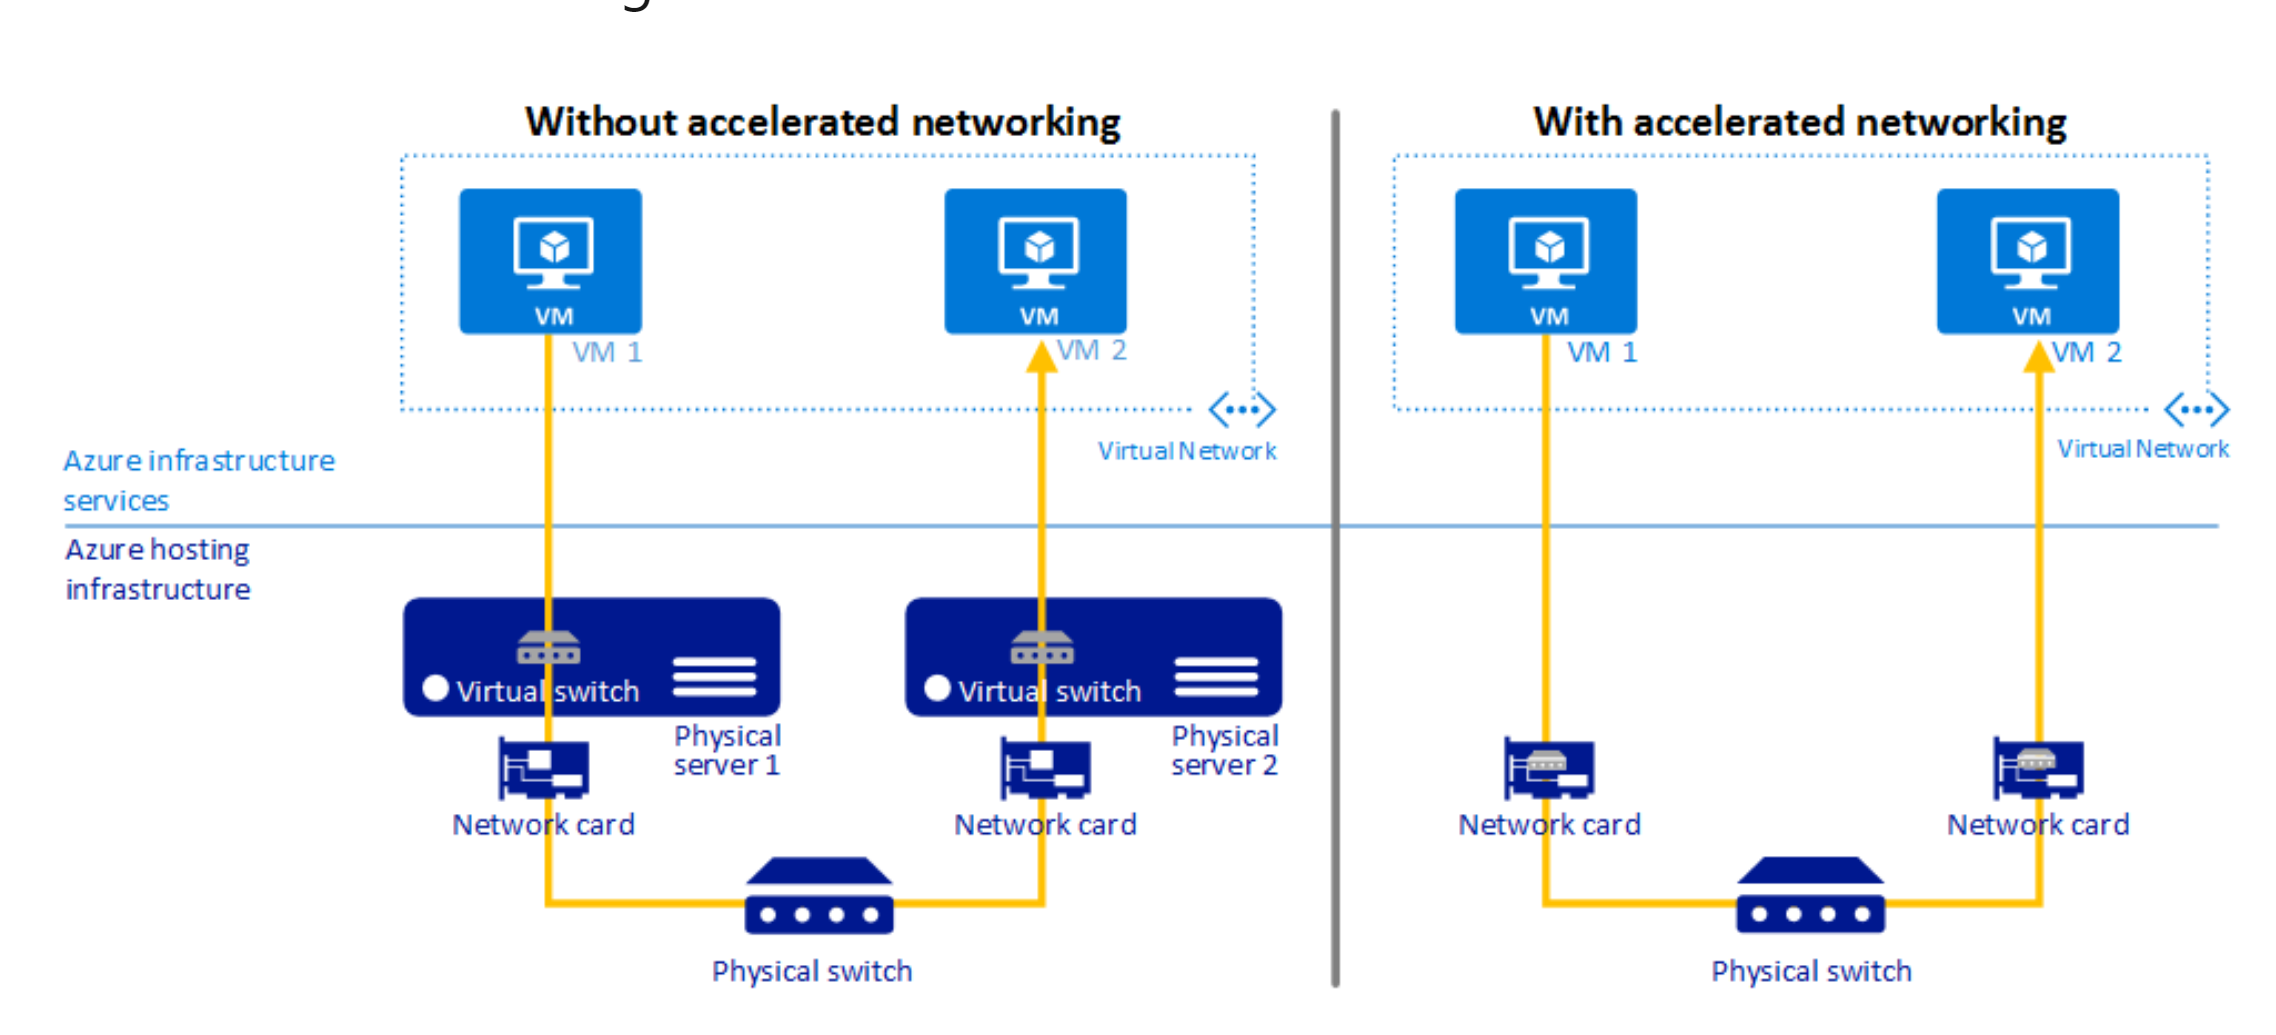 Without accelerated networking
With accelerated networking
VM
VM 1
VM
VM 2
Virtual Network
VM
VM 1
VM
VM 2
Virtual Network
Azure infrastructure
services
Azure hosting
infrastructure
Virtual switch
Physical
server 1
Virtual switch
Physical
server 2
Network card
Network card
Physical switch
Network card
Network card
Physical switch